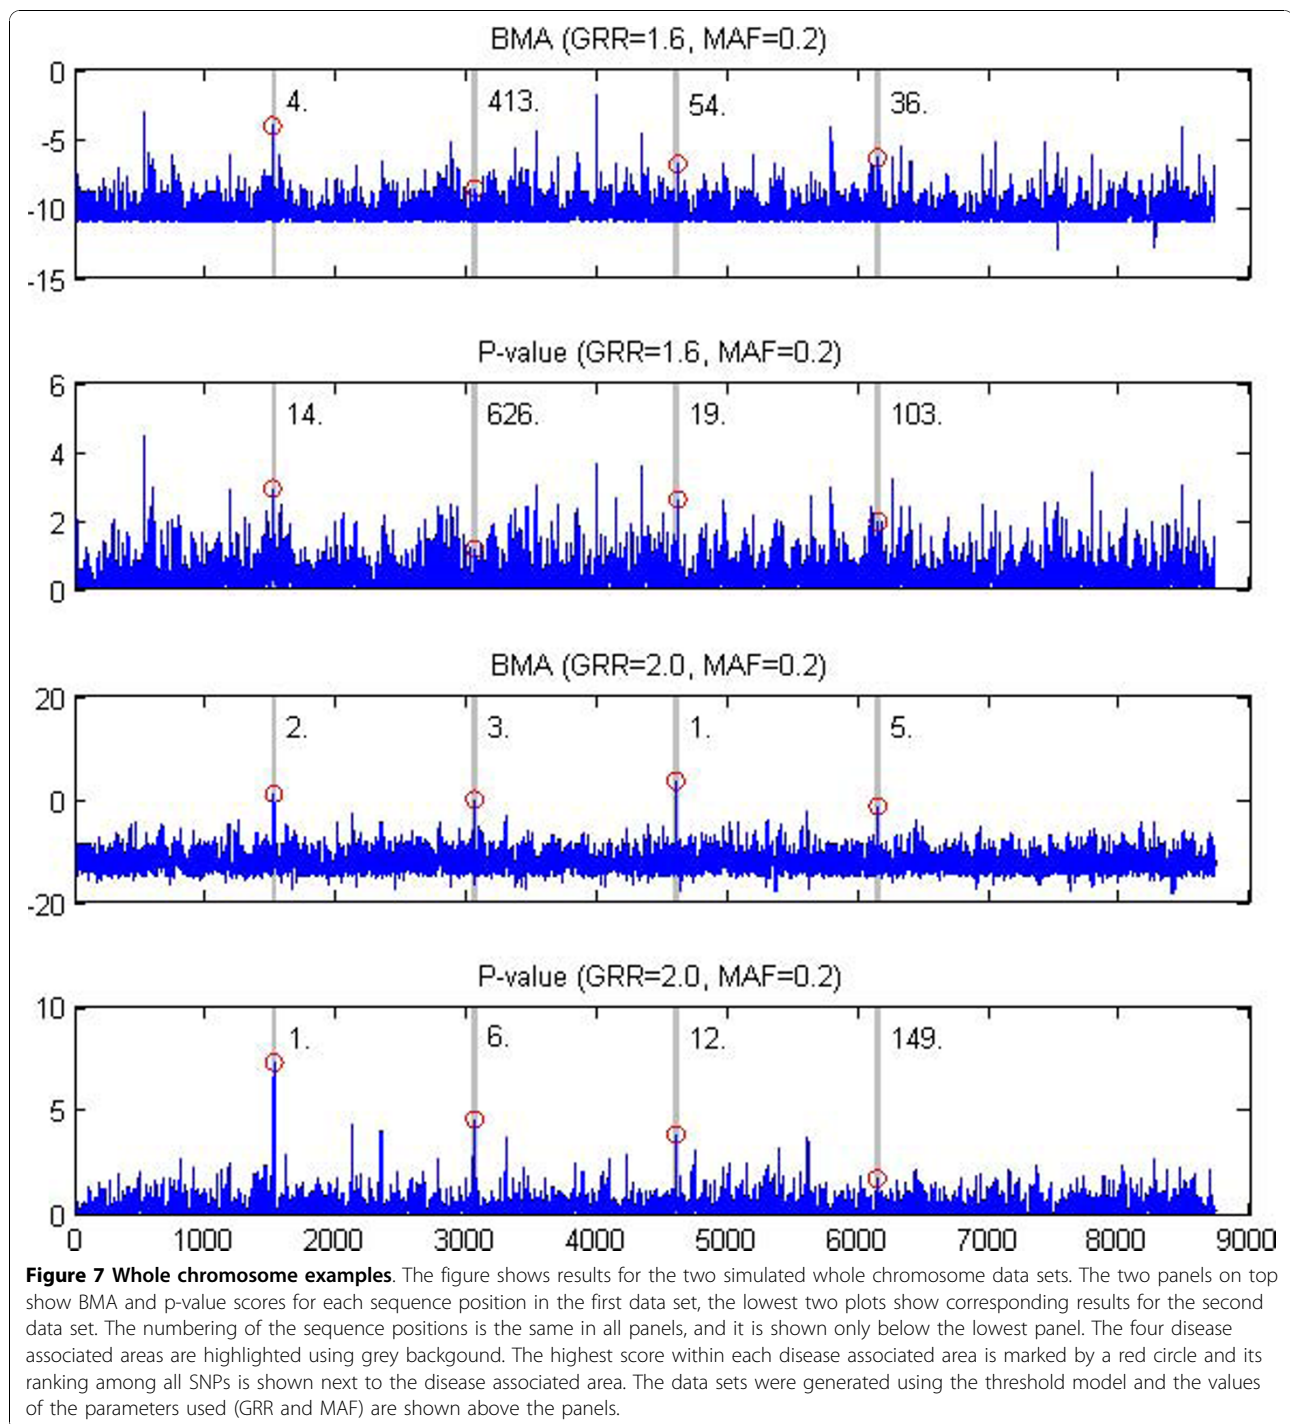 BMA (GRR=1.6, MAF=0.2)
0
-5
-10
-15
4.
413.
54.
36.
P-value (GRR=1.6, MAF=0.2)
6
4
2
0
14.
626.
19.
103.
BMA (GRR=2.0, MAF=0.2)
20
0
-20
2.
3.
1.
5.
P-value (GRR=2.0, MAF=0.2)
10
5
0
1.
6.
12.
149.
0 1000 2000 3000 4000 5000 6000 7000 8000 9000
Figure 7 Whole chromosome examples. The figure shows results for the two simulated whole chromosome data sets. The two panels on top
show BMA and p-value scores for each sequence position in the first data set, the lowest two plots show corresponding results for the second
data set. The numbering of the sequence positions is the same in all panels, and it is shown only below the lowest panel. The four disease
associated areas are highlighted using grey backgound. The highest score within each disease associated area is marked by a red circle and its
ranking among all SNPs is shown next to the disease associated area. The data sets were generated using the threshold model and the values
of the parameters used (GRR and MAF) are shown above the panels.